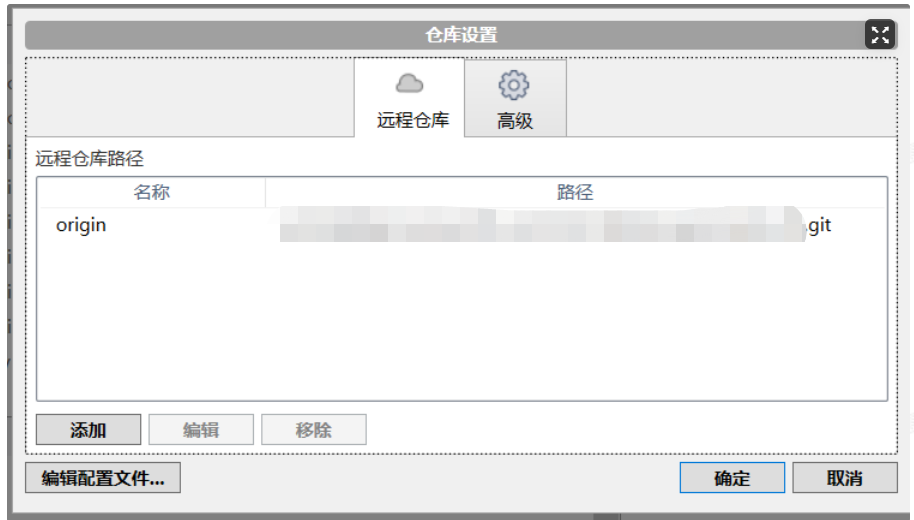 仓库设置
远程仓库
高级
远程仓库路径
名称 路径
origin .git
添加 编辑 移除
编辑配置文件... 确定 取消